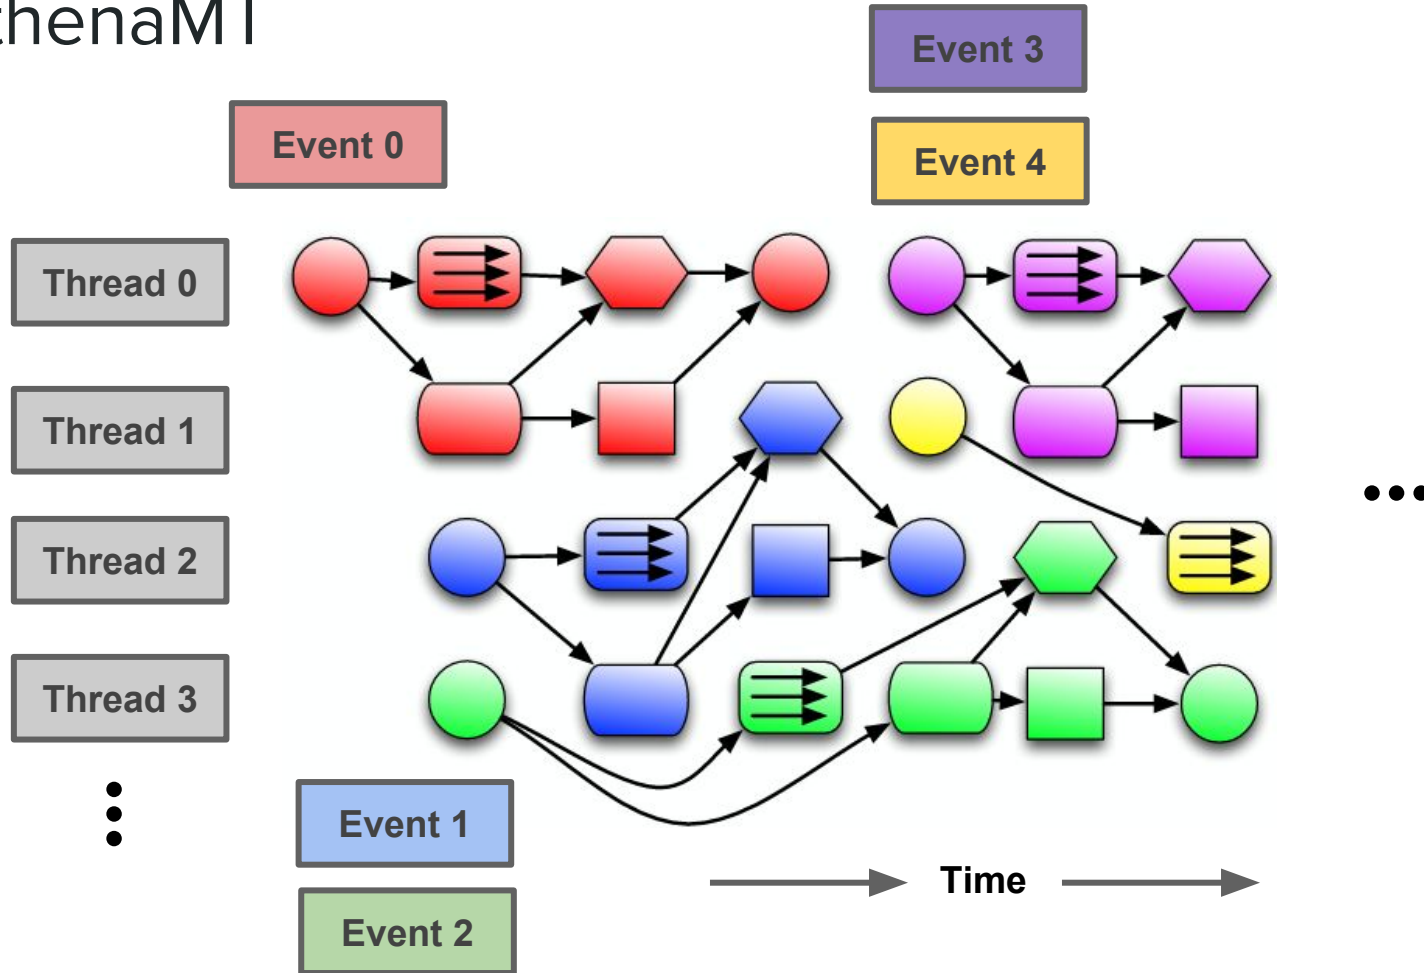 thenaMT
Event 3
Event 0
Event 4
Thread 0
Thread 1
Thread 2
Thread 3
Event 1
Event 2
Time